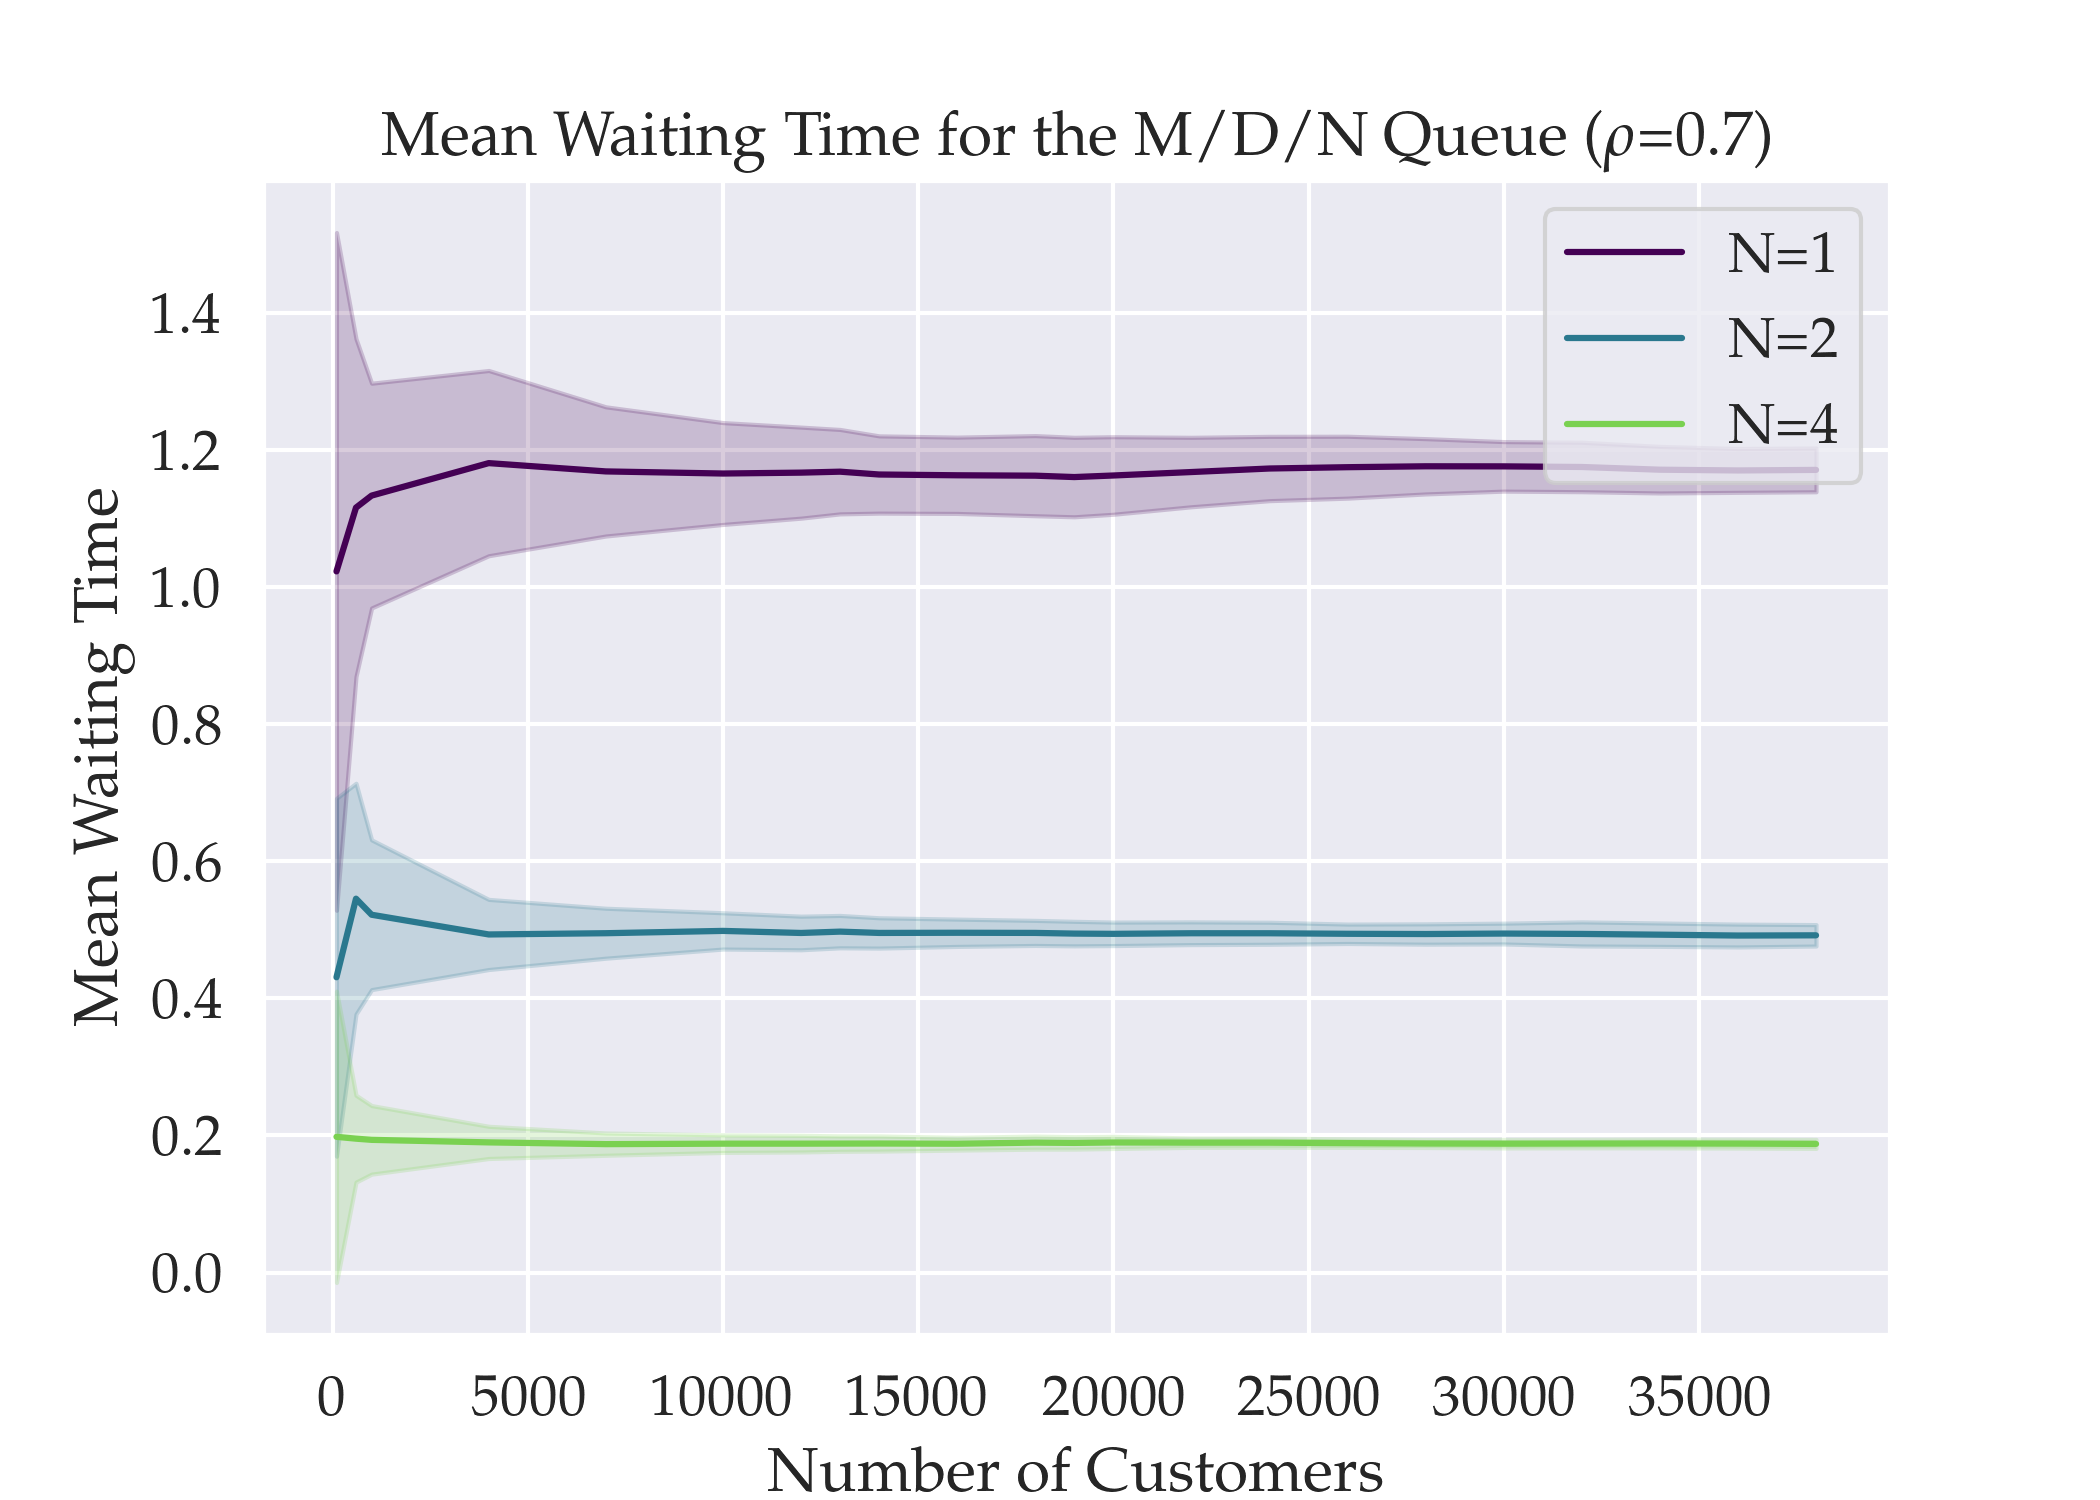 Mean Waiting Time for the M/D/N Queue (ρ=0.7)
N=1
N=2
N=4
1.4
1.2
1.0
0.8
0.6
0.4
0.2
0.0
Mean Waiting Time
0 5000 10000 15000 20000 25000 30000 35000
Number of Customers